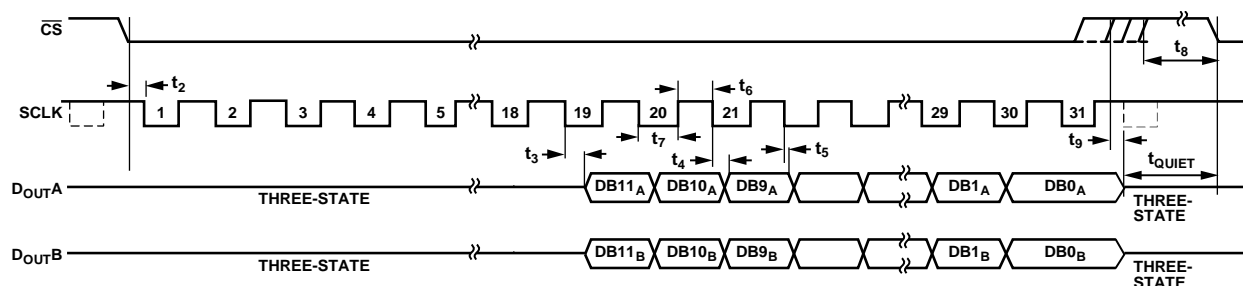 CS
t8
t2
t6
SCLK
1 2 3 4 5 18 19 20 21 29 30 31
t3
t7
t4
t5
t9
tQUIET
DOUTA
THREE-STATE
DB11A DB10A DB9A DB1A DB0A
THREE-
STATE
DOUTB
THREE-STATE
DB11B DB10B DB9B DB1B DB0B
THREE-
STATE